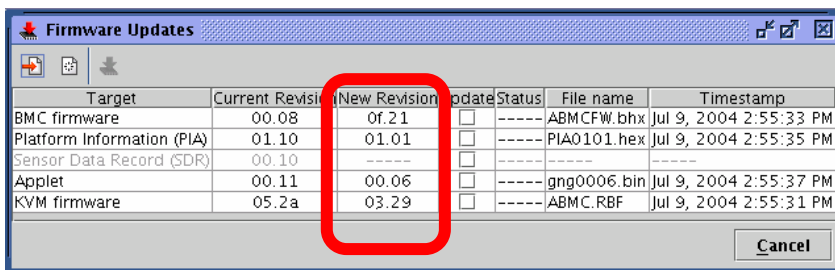 Firmware Updates
Target Current Revision New Revision Update Status File name Timestamp
BMC firmware 00.08 0f.21 ----- ABMCFW.bhx Jul 9, 2004 2:55:33 PM
Platform Information (PIA) 01.10 01.01 ----- PIA0101.hex Jul 9, 2004 2:55:35 PM
Sensor Data Record (SDR) 00.10 ----- ----- ----- -----
Applet 00.11 00.06 ----- gng0006.bin Jul 9, 2004 2:55:37 PM
KVM firmware 05.2a 03.29 ----- ABMC.RBF Jul 9, 2004 2:55:31 PM
Cancel